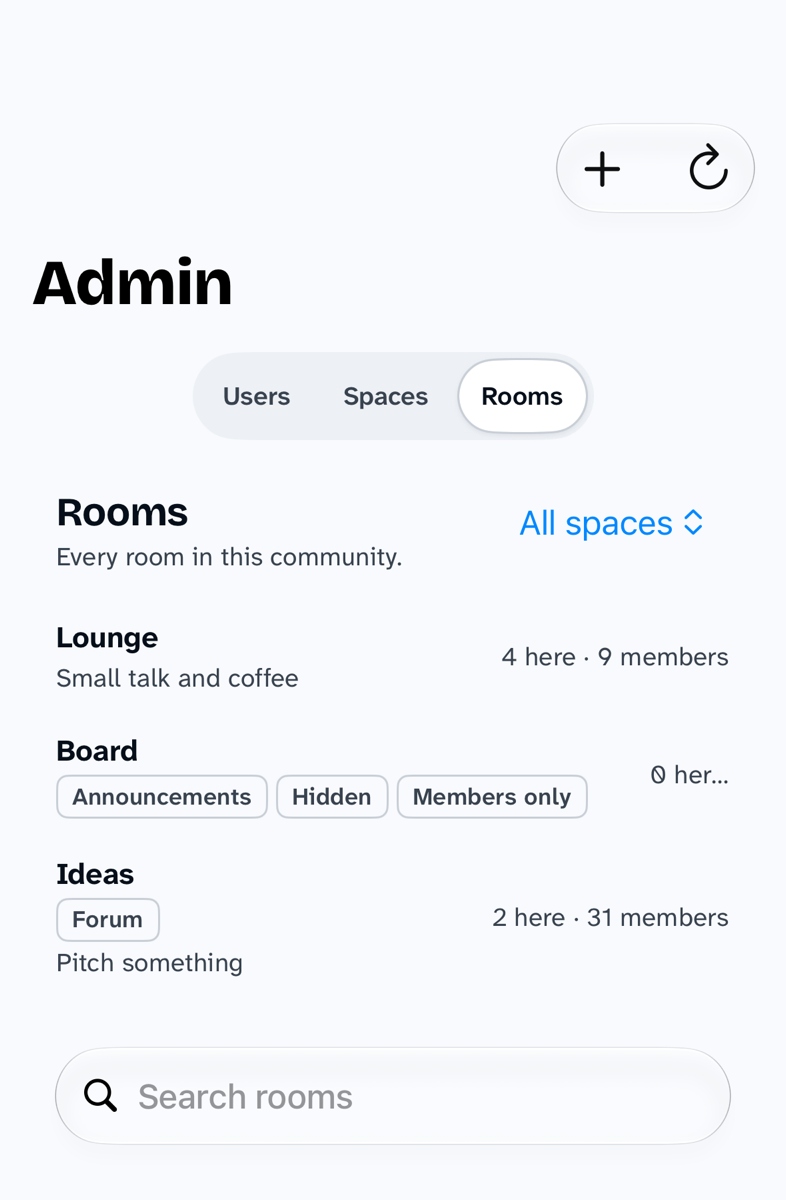 Admin
Users Spaces Rooms
Rooms
All spaces
Every room in this community.
Lounge
Small talk and coffee
4 here · 9 members
Board
Announcements Hidden Members only
0 her...
Ideas
Forum
2 here · 31 members
Pitch something
Search rooms